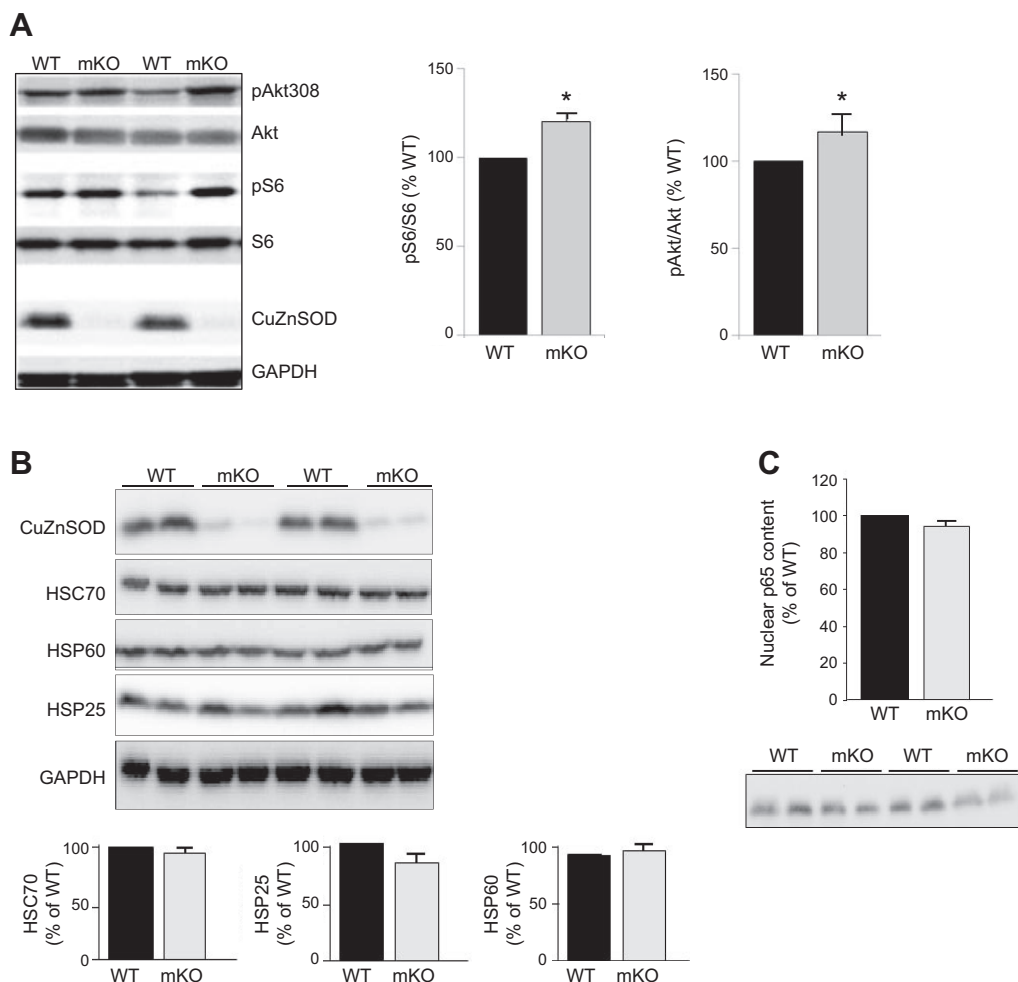 A
WT mKO WT mKO
pAkt308
Akt
pS6
S6
CuZnSOD
GAPDH
pS6/S6 (% WT)
150
100
50
0
*
WT mKO
pAkt/Akt (% WT)
150
100
50
0
*
WT mKO
B
WT mKO WT mKO
CuZnSOD
HSC70
HSP60
HSP25
GAPDH
HSC70
(% of WT)
100
50
0
WT mKO
HSP25
(% of WT)
100
50
0
WT mKO
HSP60
(% of WT)
100
50
0
WT mKO
C
Nuclear p65 content
(% of WT)
120
100
80
60
40
20
0
WT mKO
WT mKO WT mKO